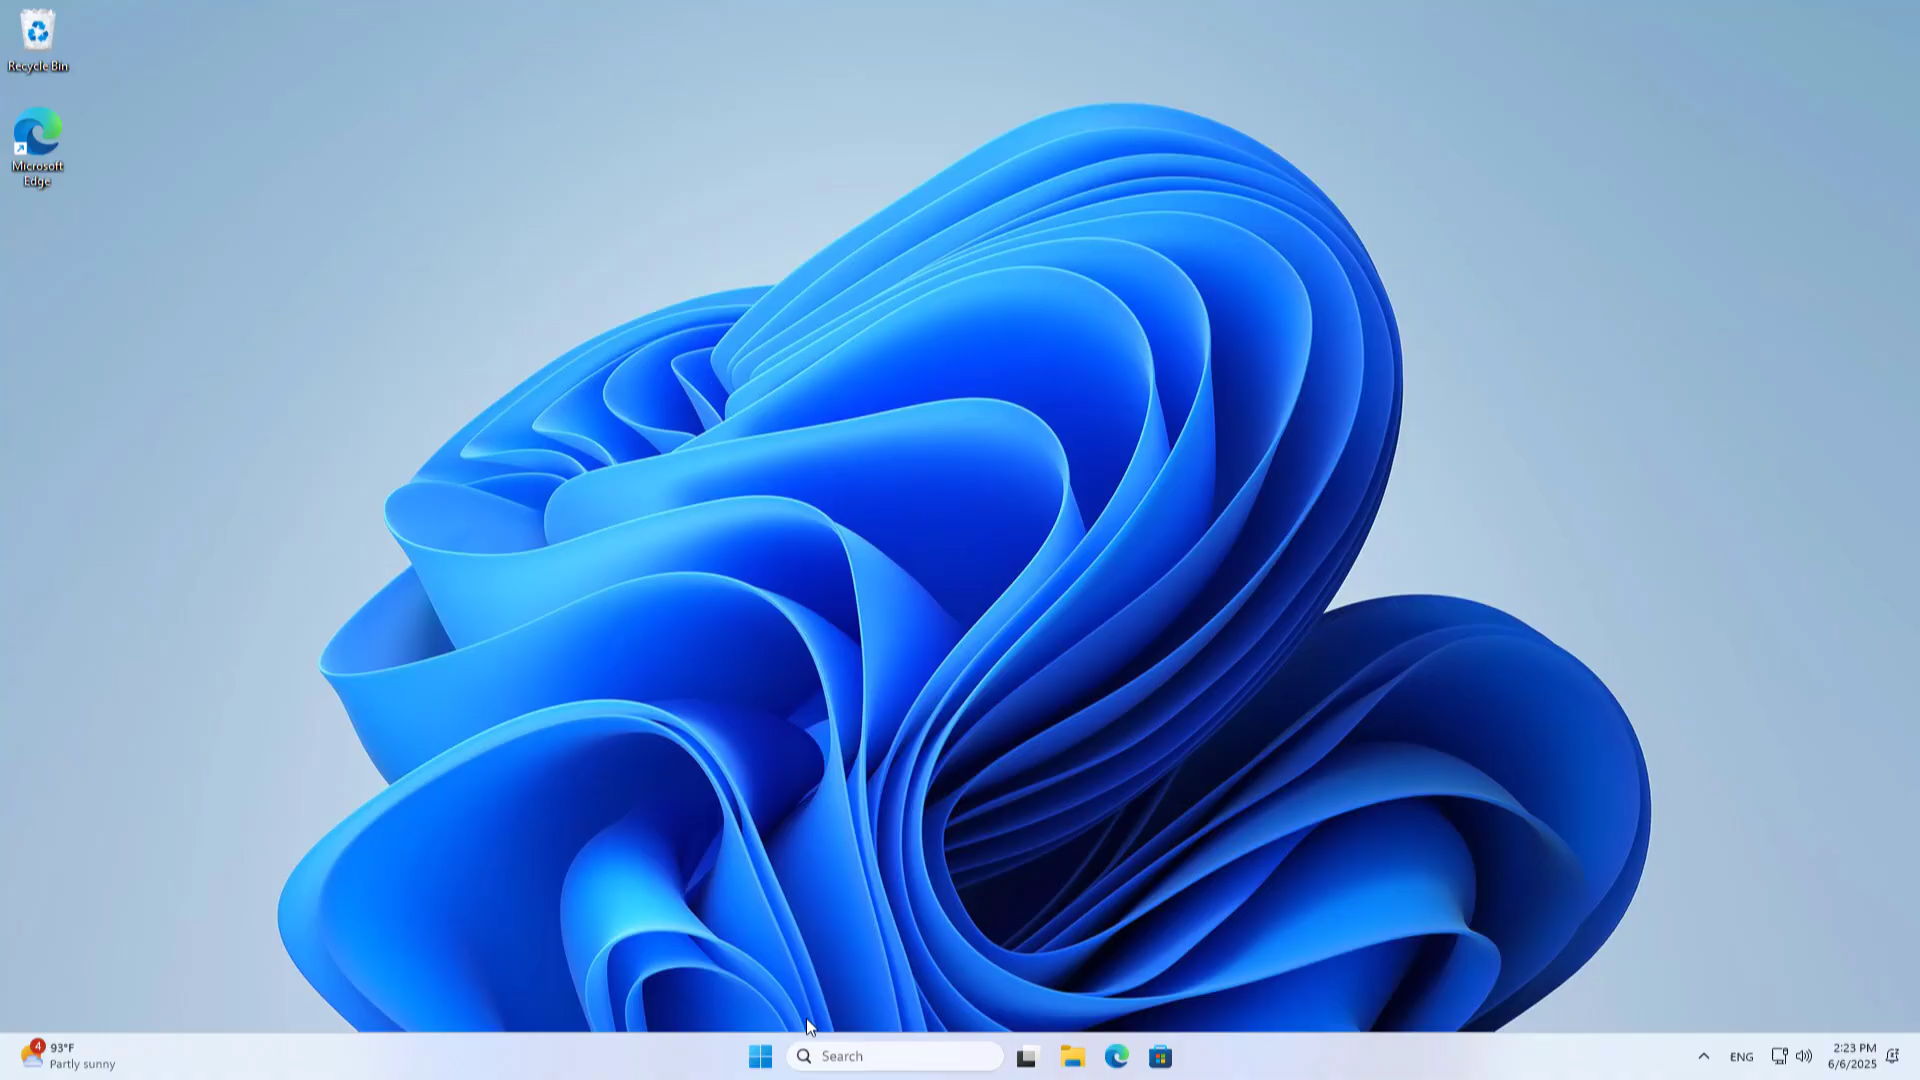 Recycle Bin
Microsoft
Edge
4
93°F
Partly sunny
Search
ENG
2:23 PM
6/6/2025